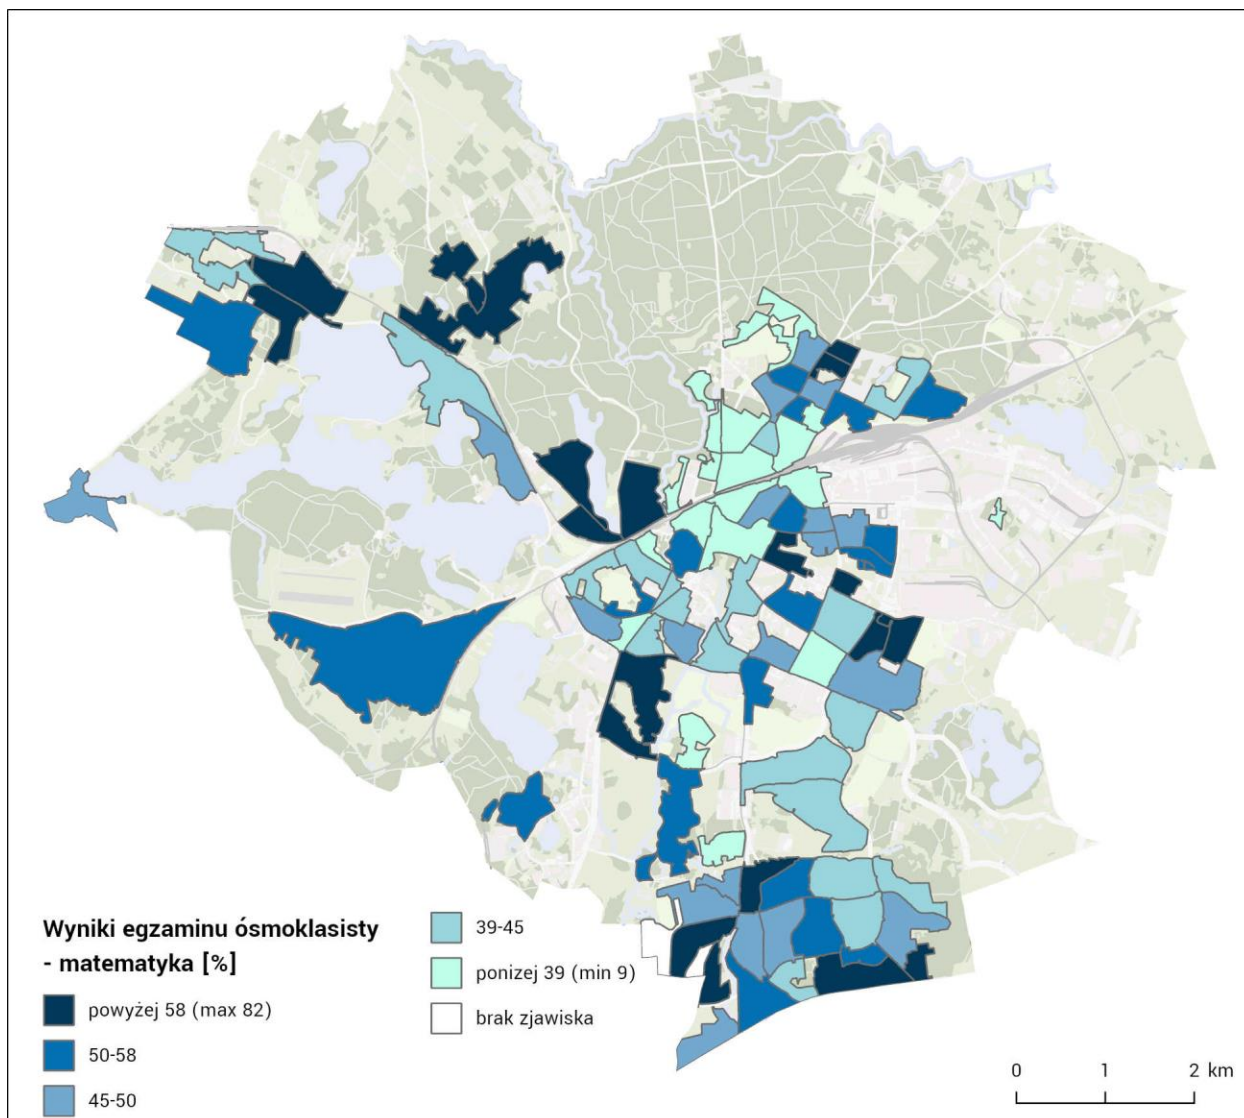 Wyniki egzaminu ósmoklasisty
- matematyka [%]
powyżej 58 (max 82)
50-58
45-50
39-45
ponizej 39 (min 9)
brak zjawiska
0 1 2 km